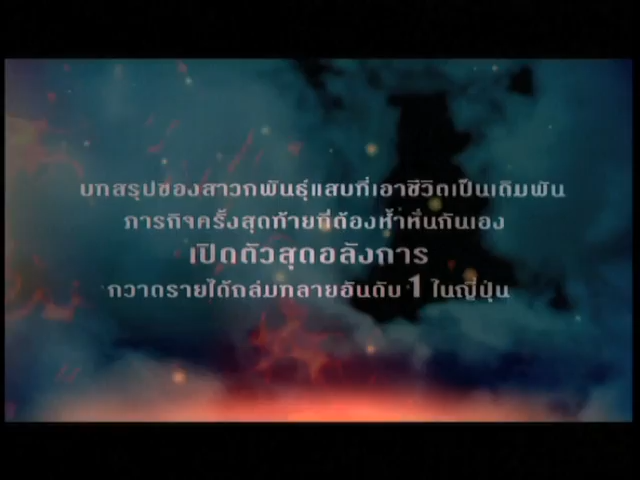 บทสรุปของสาวกพันธุ์แสบที่เอาชีวิตเป็นเดิมพัน
ภารกิจครั้งสุดท้ายที่ต้องห้ำหั่นกันเอง
เปิดตัวสุดอลังการ
กวาดรายได้ถล่มทลายอันดับ 1 ในญี่ปุ่น